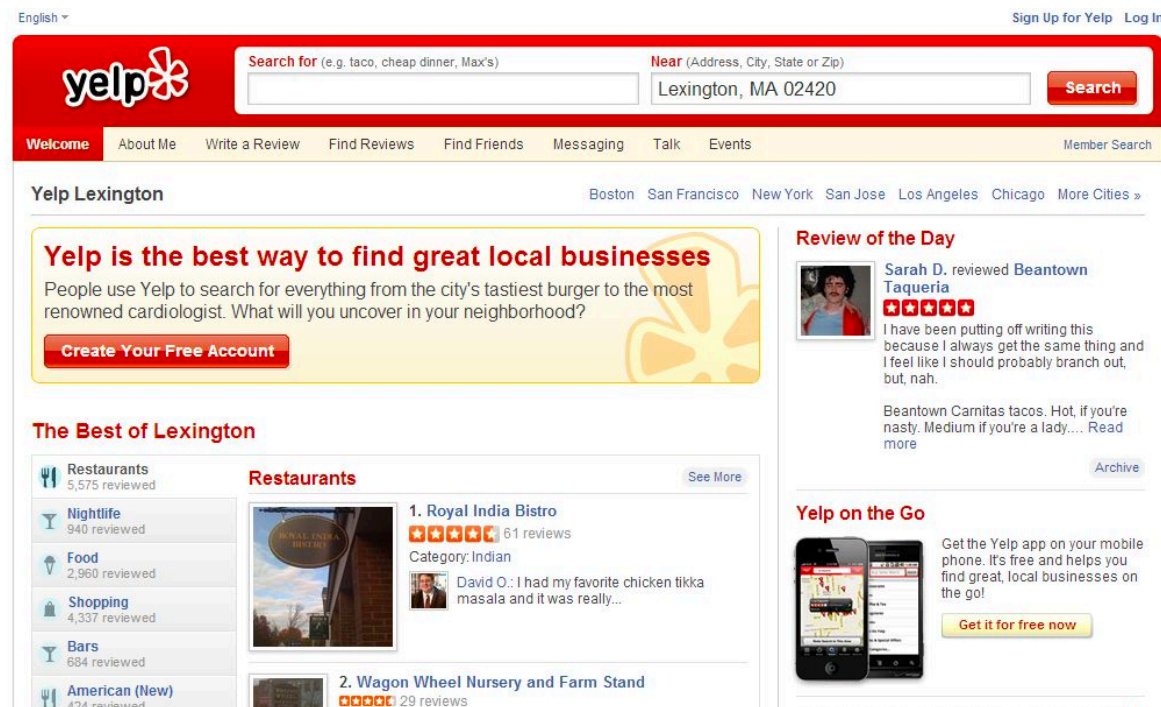 English
Sign Up for Yelp Log In
yelp
Search for (e.g. taco, cheap dinner, Max's)
Near (Address, City, State or Zip)
Lexington, MA 02420
Search
Welcome About Me Write a Review Find Reviews Find Friends Messaging Talk Events
Member Search
Yelp Lexington
Boston San Francisco New York San Jose Los Angeles Chicago More Cities »
Yelp is the best way to find great local businesses
People use Yelp to search for everything from the city's tastiest burger to the most
renowned cardiologist. What will you uncover in your neighborhood?
Create Your Free Account
The Best of Lexington
Restaurants
5,575 reviewed
Nightlife
940 reviewed
Food
2,960 reviewed
Shopping
4,337 reviewed
Bars
684 reviewed
American (New)
424 reviewed
Restaurants
See More
ROYAL INDIA
BISTRO
1. Royal India Bistro
61 reviews
Category: Indian
David O.: I had my favorite chicken tikka
masala and it was really...
2. Wagon Wheel Nursery and Farm Stand
29 reviews
Review of the Day
Sarah D. reviewed Beantown
Taqueria
I have been putting off writing this
because I always get the same thing and
I feel like I should probably branch out,
but, nah.
Beantown Carnitas tacos. Hot, if you're
nasty. Medium if you're a lady.... Read
more
Archive
Yelp on the Go
Get the Yelp app on your mobile
phone. It's free and helps you
find great, local businesses on
the go!
Get it for free now